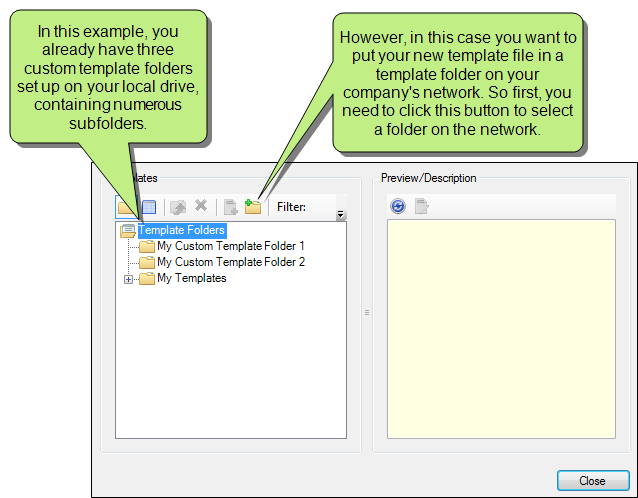 In this example, you
already have three
custom template folders
set up on your local drive,
containing numerous
subfolders.
However, in this case you want to
put your new template file in a
template folder on your
company's network. So first, you
need to click this button to select
a folder on the network.
plates
Preview/Description
Filter:
Template Folders
My Custom Template Folder 1
My Custom Template Folder 2
My Templates
Close